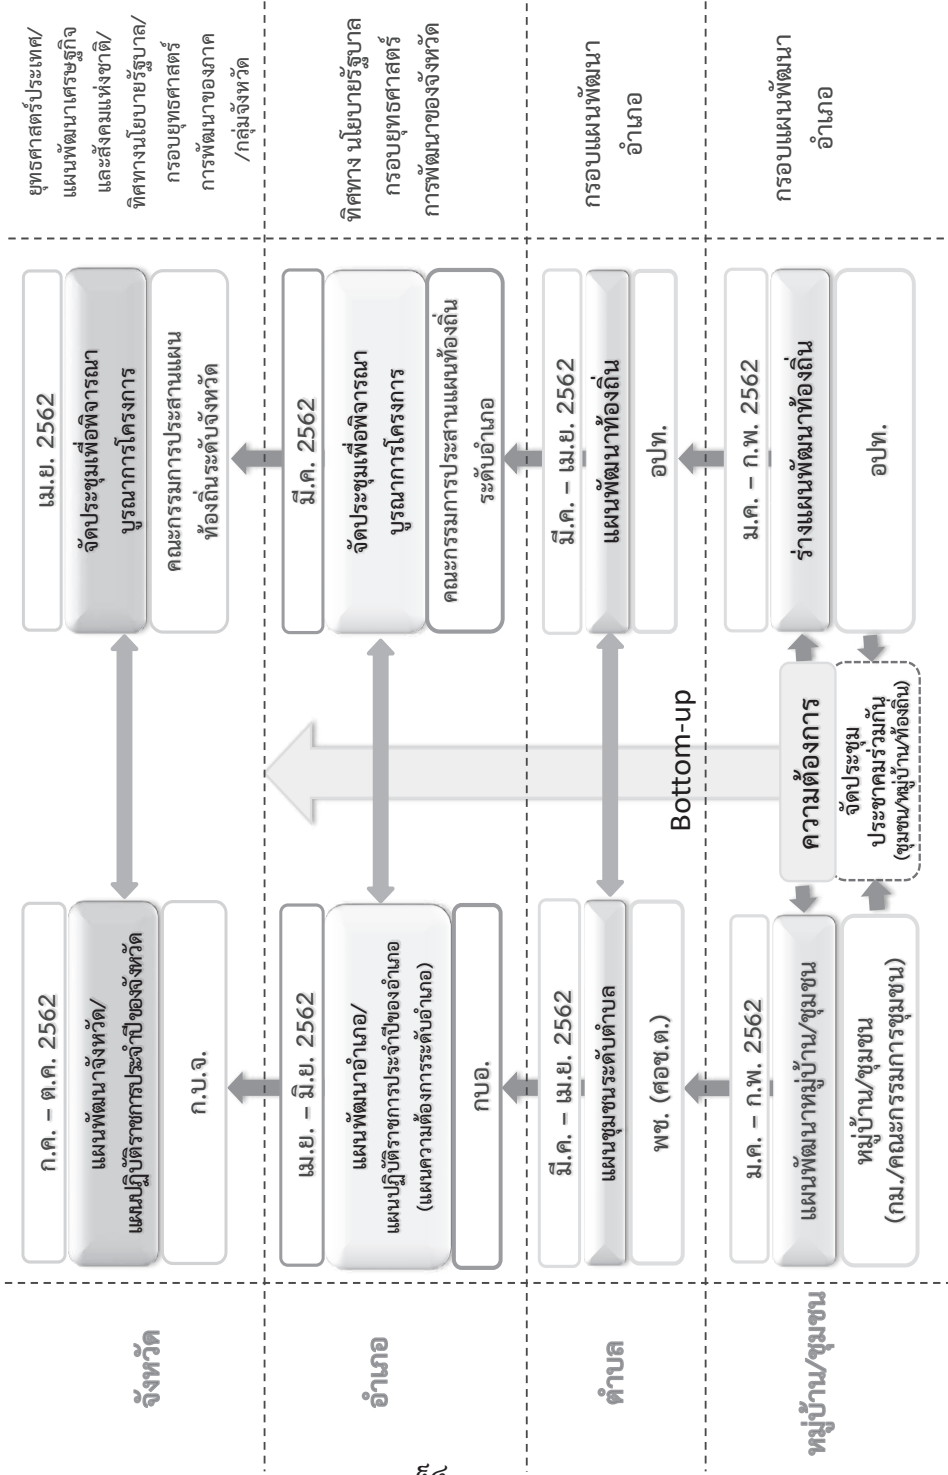 จังหวัด
ก.ค. – ต.ค. 2562
แผนพัฒนาจังหวัด/
แผนปฏิบัติราชการประจำปีของจังหวัด
ก.บ.จ.
เม.ย. 2562
จัดประชุมเพื่อพิจารณา
บูรณาการโครงการ
คณะกรรมการประสานแผน
ท้องถิ่นระดับจังหวัด
ยุทธศาสตร์ประเทศ/
แผนพัฒนาเศรษฐกิจ
และสังคมแห่งชาติ/
ทิศทางนโยบายรัฐบาล/
กรอบยุทธศาสตร์
การพัฒนาของภาค
/กลุ่มจังหวัด
อำเภอ
เม.ย. – มิ.ย. 2562
แผนพัฒนาอำเภอ/
แผนปฏิบัติราชการประจำปีของอำเภอ
(แผนความต้องการระดับอำเภอ)
กบอ.
มี.ค. 2562
จัดประชุมเพื่อพิจารณา
บูรณาการโครงการ
คณะกรรมการประสานแผนท้องถิ่น
ระดับอำเภอ
ทิศทาง นโยบายรัฐบาล
กรอบยุทธศาสตร์
การพัฒนาของจังหวัด
ตำบล
มี.ค. – เม.ย. 2562
แผนชุมชนระดับตำบล
พช. (ศอช.ต.)
Bottom-up
มี.ค. – เม.ย. 2562
แผนพัฒนาท้องถิ่น
อปท.
กรอบแผนพัฒนา
อำเภอ
หมู่บ้าน/ชุมชน
ม.ค. – ก.พ. 2562
แผนพัฒนาหมู่บ้าน/ชุมชน
หมู่บ้าน/ชุมชน
(กม./คณะกรรมการชุมชน)
ความต้องการ
จัดประชุม
ประชาคมร่วมกัน
(ชุมชน/หมู่บ้าน/ท้องถิ่น)
ม.ค. – ก.พ. 2562
ร่างแผนพัฒนาท้องถิ่น
อปท.
กรอบแผนพัฒนา
อำเภอ